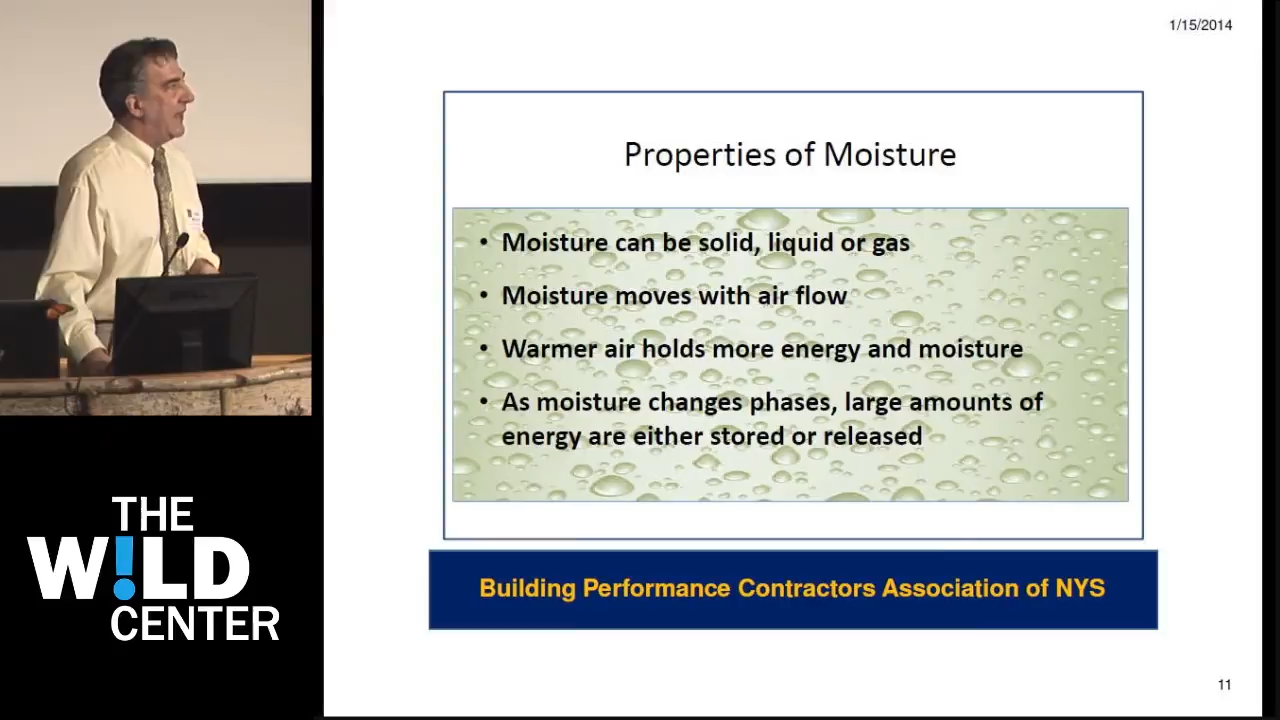 1/15/2014
Properties of Moisture
• Moisture can be solid, liquid or gas
• Moisture moves with air flow
• Warmer air holds more energy and moisture
• As moisture changes phases, large amounts of
energy are either stored or released
Building Performance Contractors Association of NYS
11
THE
W!LD
CENTER